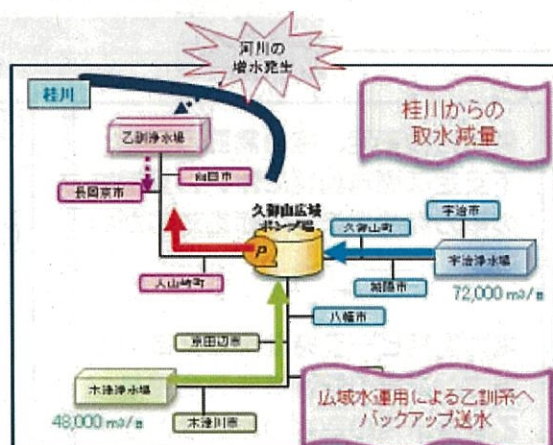 河川の
増水発生
桂川
桂川からの
取水減量
乙訓浄水場
向日市
長岡京市
久御山広域
ポンプ場
久御山町
宇治市
P
宇治浄水場
大山崎町
城陽市
72,000 m3/日
八幡市
京田辺市
木津浄水場
48,000 m3/日
木津川市
広域水運用による乙訓系へ
バックアップ送水